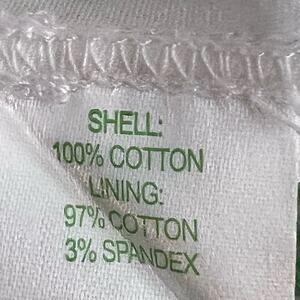 SHELL:
100% COTTON
LINING:
97% COTTON
3% SPANDEX